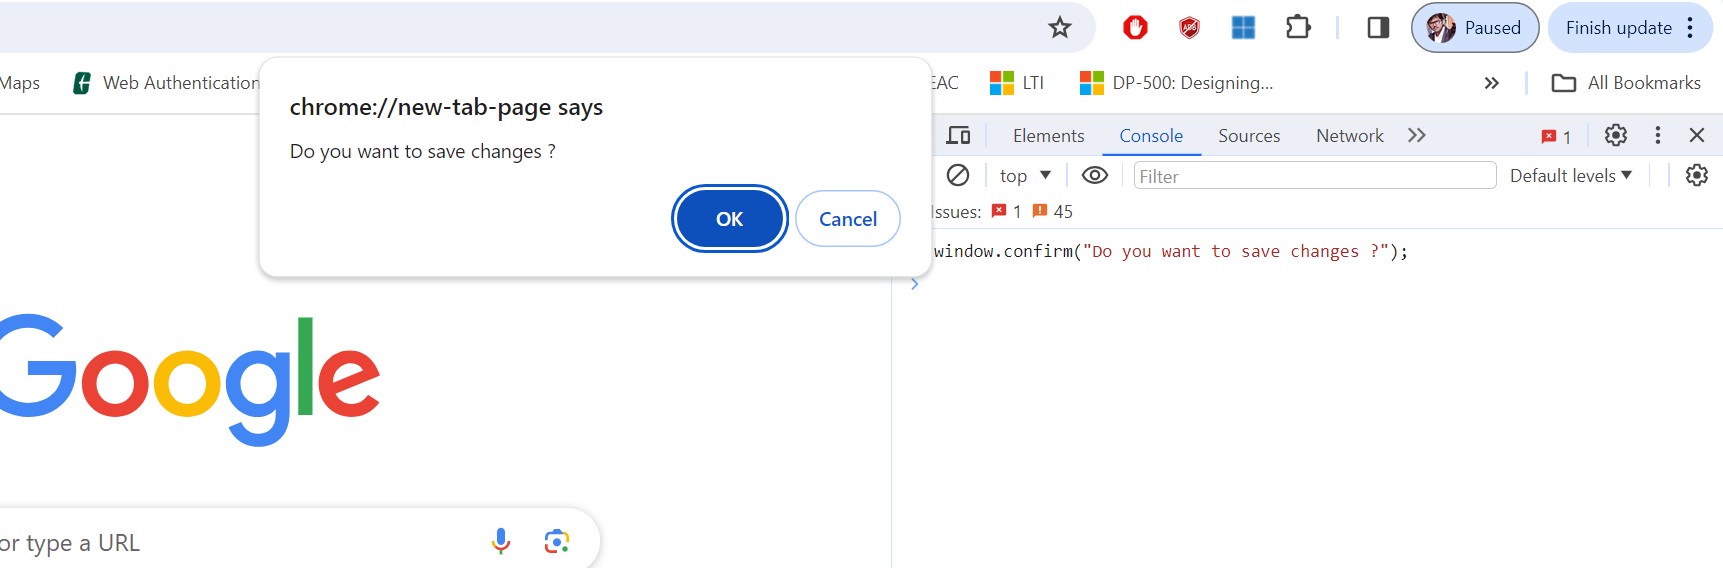 Paused
Finish update
Maps
Web Authentication
EAC
LTI
DP-500: Designing...
All Bookmarks
chrome://new-tab-page says
Do you want to save changes ?
OK
Cancel
Elements
Console
Sources
Network
1
top
Filter
Default levels
Issues:
1
45
window.confirm("Do you want to save changes ?");
Google
or type a URL